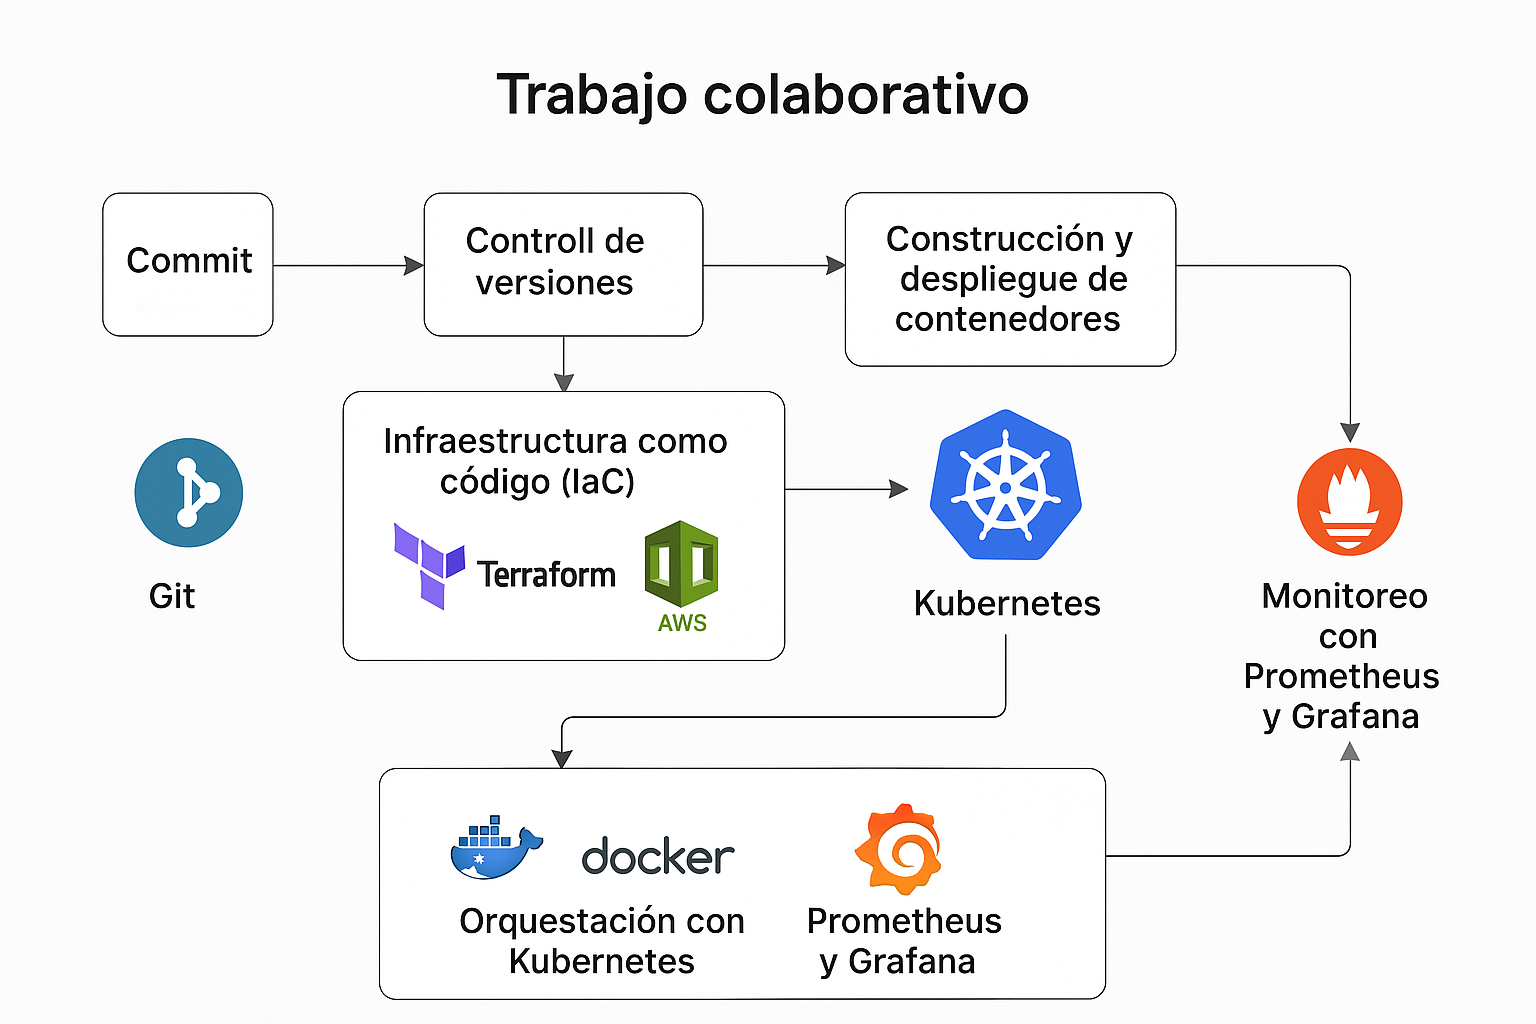 Trabajo colaborativo
Commit
Controll de
versiones
Construcción y
despliegue de
contenedores
Infraestructura como
código (IaC)
Terraform
AWS
Git
Kubernetes
Monitoreo
con
Prometheus
y Grafana
docker
Orquestación con
Kubernetes
Prometheus
y Grafana